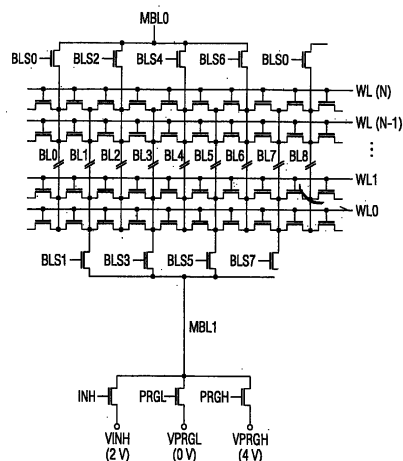 MBL0
BLS0 BLS2 BLS4 BLS6 BLS0
WL (N)
WL (N-1)
BL0 BL1 BL2 BL3 BL4 BL5 BL6 BL7 BL8
WL1
WL0
BLS1 BLS3 BLS5 BLS7
MBL1
INH PRGL PRGH
VINH VPRGL VPRGH
(2 V) (0 V) (4 V)